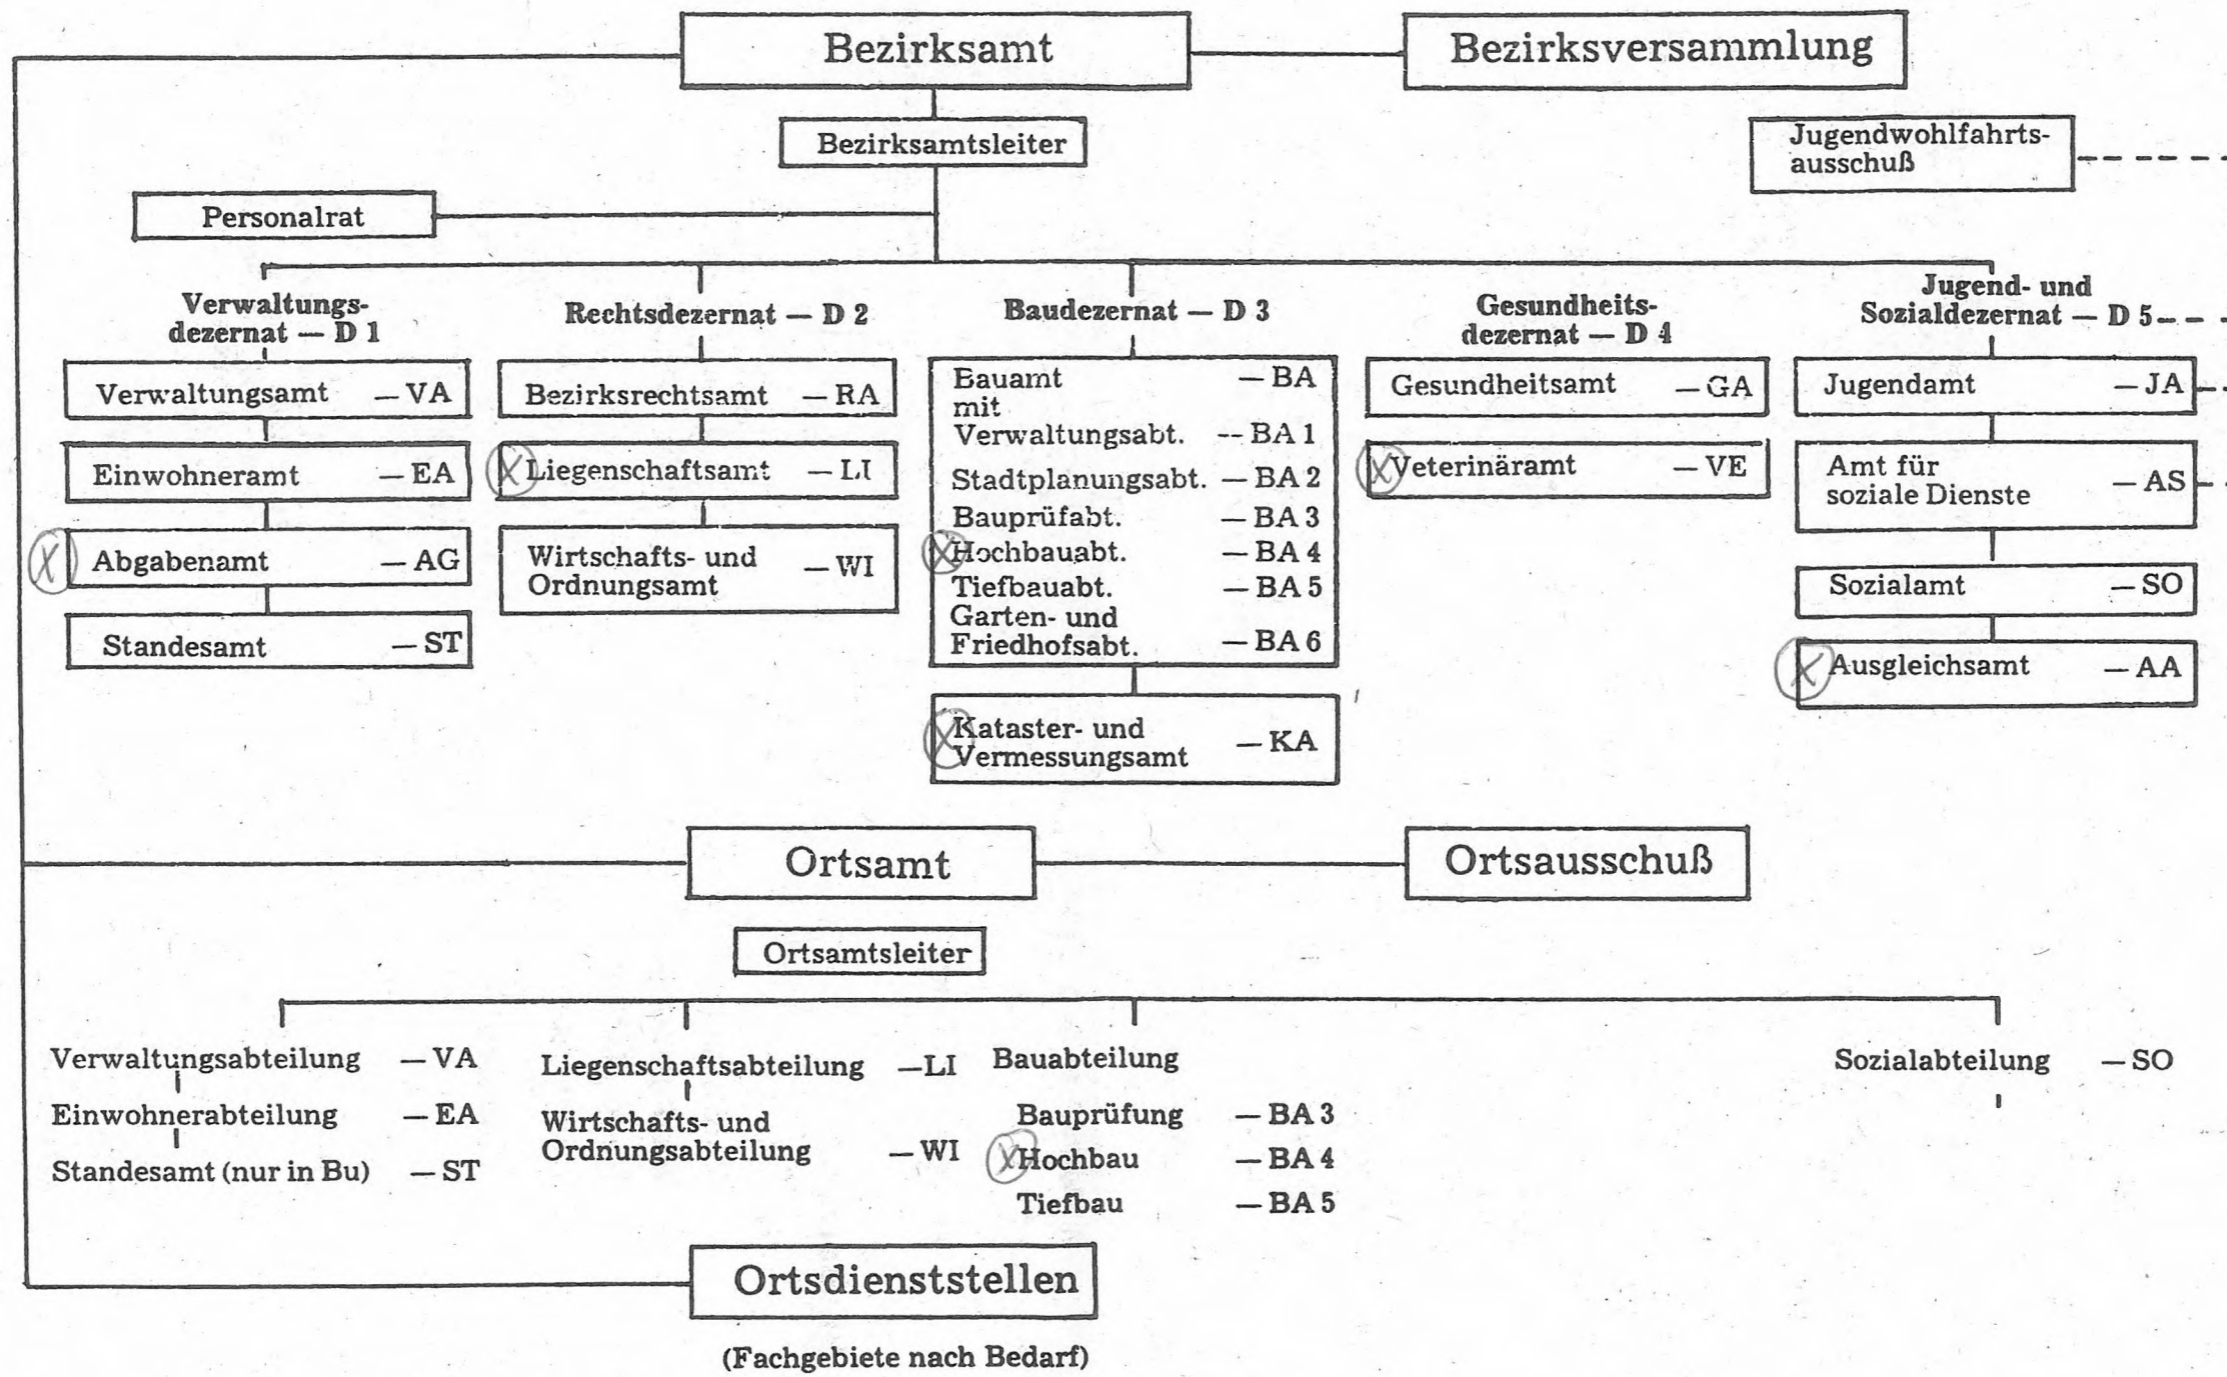 Bezirksamt
Bezirksversammlung
Bezirksamtsleiter
Jugendwohlfahrts-
ausschuß
Personalrat
Verwaltungs-
dezernat — D 1
Verwaltungsamt — VA
Einwohneramt — EA
X Abgabenamt — AG
Standesamt — ST
Rechtsdezernat — D 2
Bezirksrechtsamt — RA
X Liegenschaftsamt — LI
Wirtschafts- und
Ordnungsamt — WI
Baudezernat — D 3
Bauamt — BA
mit
Verwaltungsabt. -- BA 1
Stadtplanungsabt. — BA 2
Bauprüfabt. — BA 3
X Hochbauabt. — BA 4
Tiefbauabt. — BA 5
Garten- und
Friedhofsabt. — BA 6
X Kataster- und
Vermessungsamt — KA
Gesundheits-
dezernat — D 4
Gesundheitsamt — GA
X Veterinäramt — VE
Jugend- und
Sozialdezernat — D 5
Jugendamt — JA
Amt für
soziale Dienste — AS
Sozialamt — SO
X Ausgleichsamt — AA
Ortsamt
Ortsausschuß
Ortsamtsleiter
Verwaltungsabteilung — VA
Einwohnerabteilung — EA
Standesamt (nur in Bu) — ST
Liegenschaftsabteilung — LI
Wirtschafts- und
Ordnungsabteilung — WI
Bauabteilung
Bauprüfung — BA 3
X Hochbau — BA 4
Tiefbau — BA 5
Sozialabteilung — SO
Ortsdienststellen
(Fachgebiete nach Bedarf)